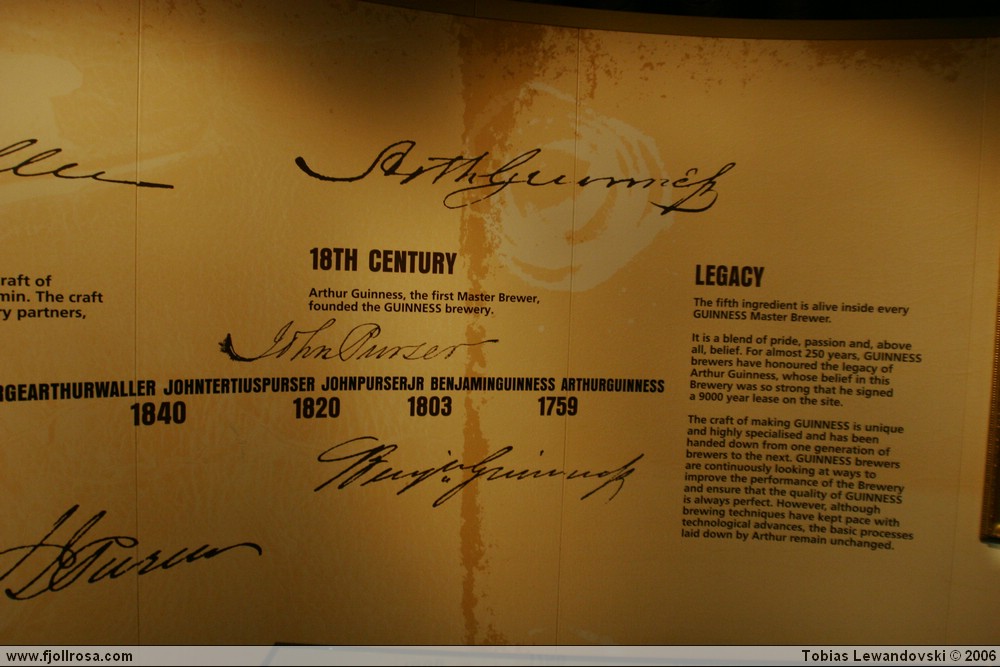 Arthr Guinness
18TH CENTURY
Arthur Guinness, the first Master Brewer,
founded the GUINNESS brewery.
raft of
min. The craft
ry partners,
John Purser
RGEARTHURWALLER JOHNTERTIUSPURSER JOHNPURSERJR BENJAMINGUINNESS ARTHURGUINNESS
1840 1820 1803 1759
Benjn Guinness
Purser
LEGACY
The fifth ingredient is alive inside every
GUINNESS Master Brewer.
It is a blend of pride, passion and, above
all, belief. For almost 250 years, GUINNESS
brewers have honoured the legacy of
Arthur Guinness, whose belief in this
Brewery was so strong that he signed
a 9000 year lease on the site.
The craft of making GUINNESS is unique
and highly specialised and has been
handed down from one generation of
brewers to the next. GUINNESS brewers
are continuously looking at ways to
improve the performance of the Brewery
and ensure that the quality of GUINNESS
is always perfect. However, although
brewing techniques have kept pace with
technological advances, the basic processes
laid down by Arthur remain unchanged.
www.fjollrosa.com
Tobias Lewandovski © 2006